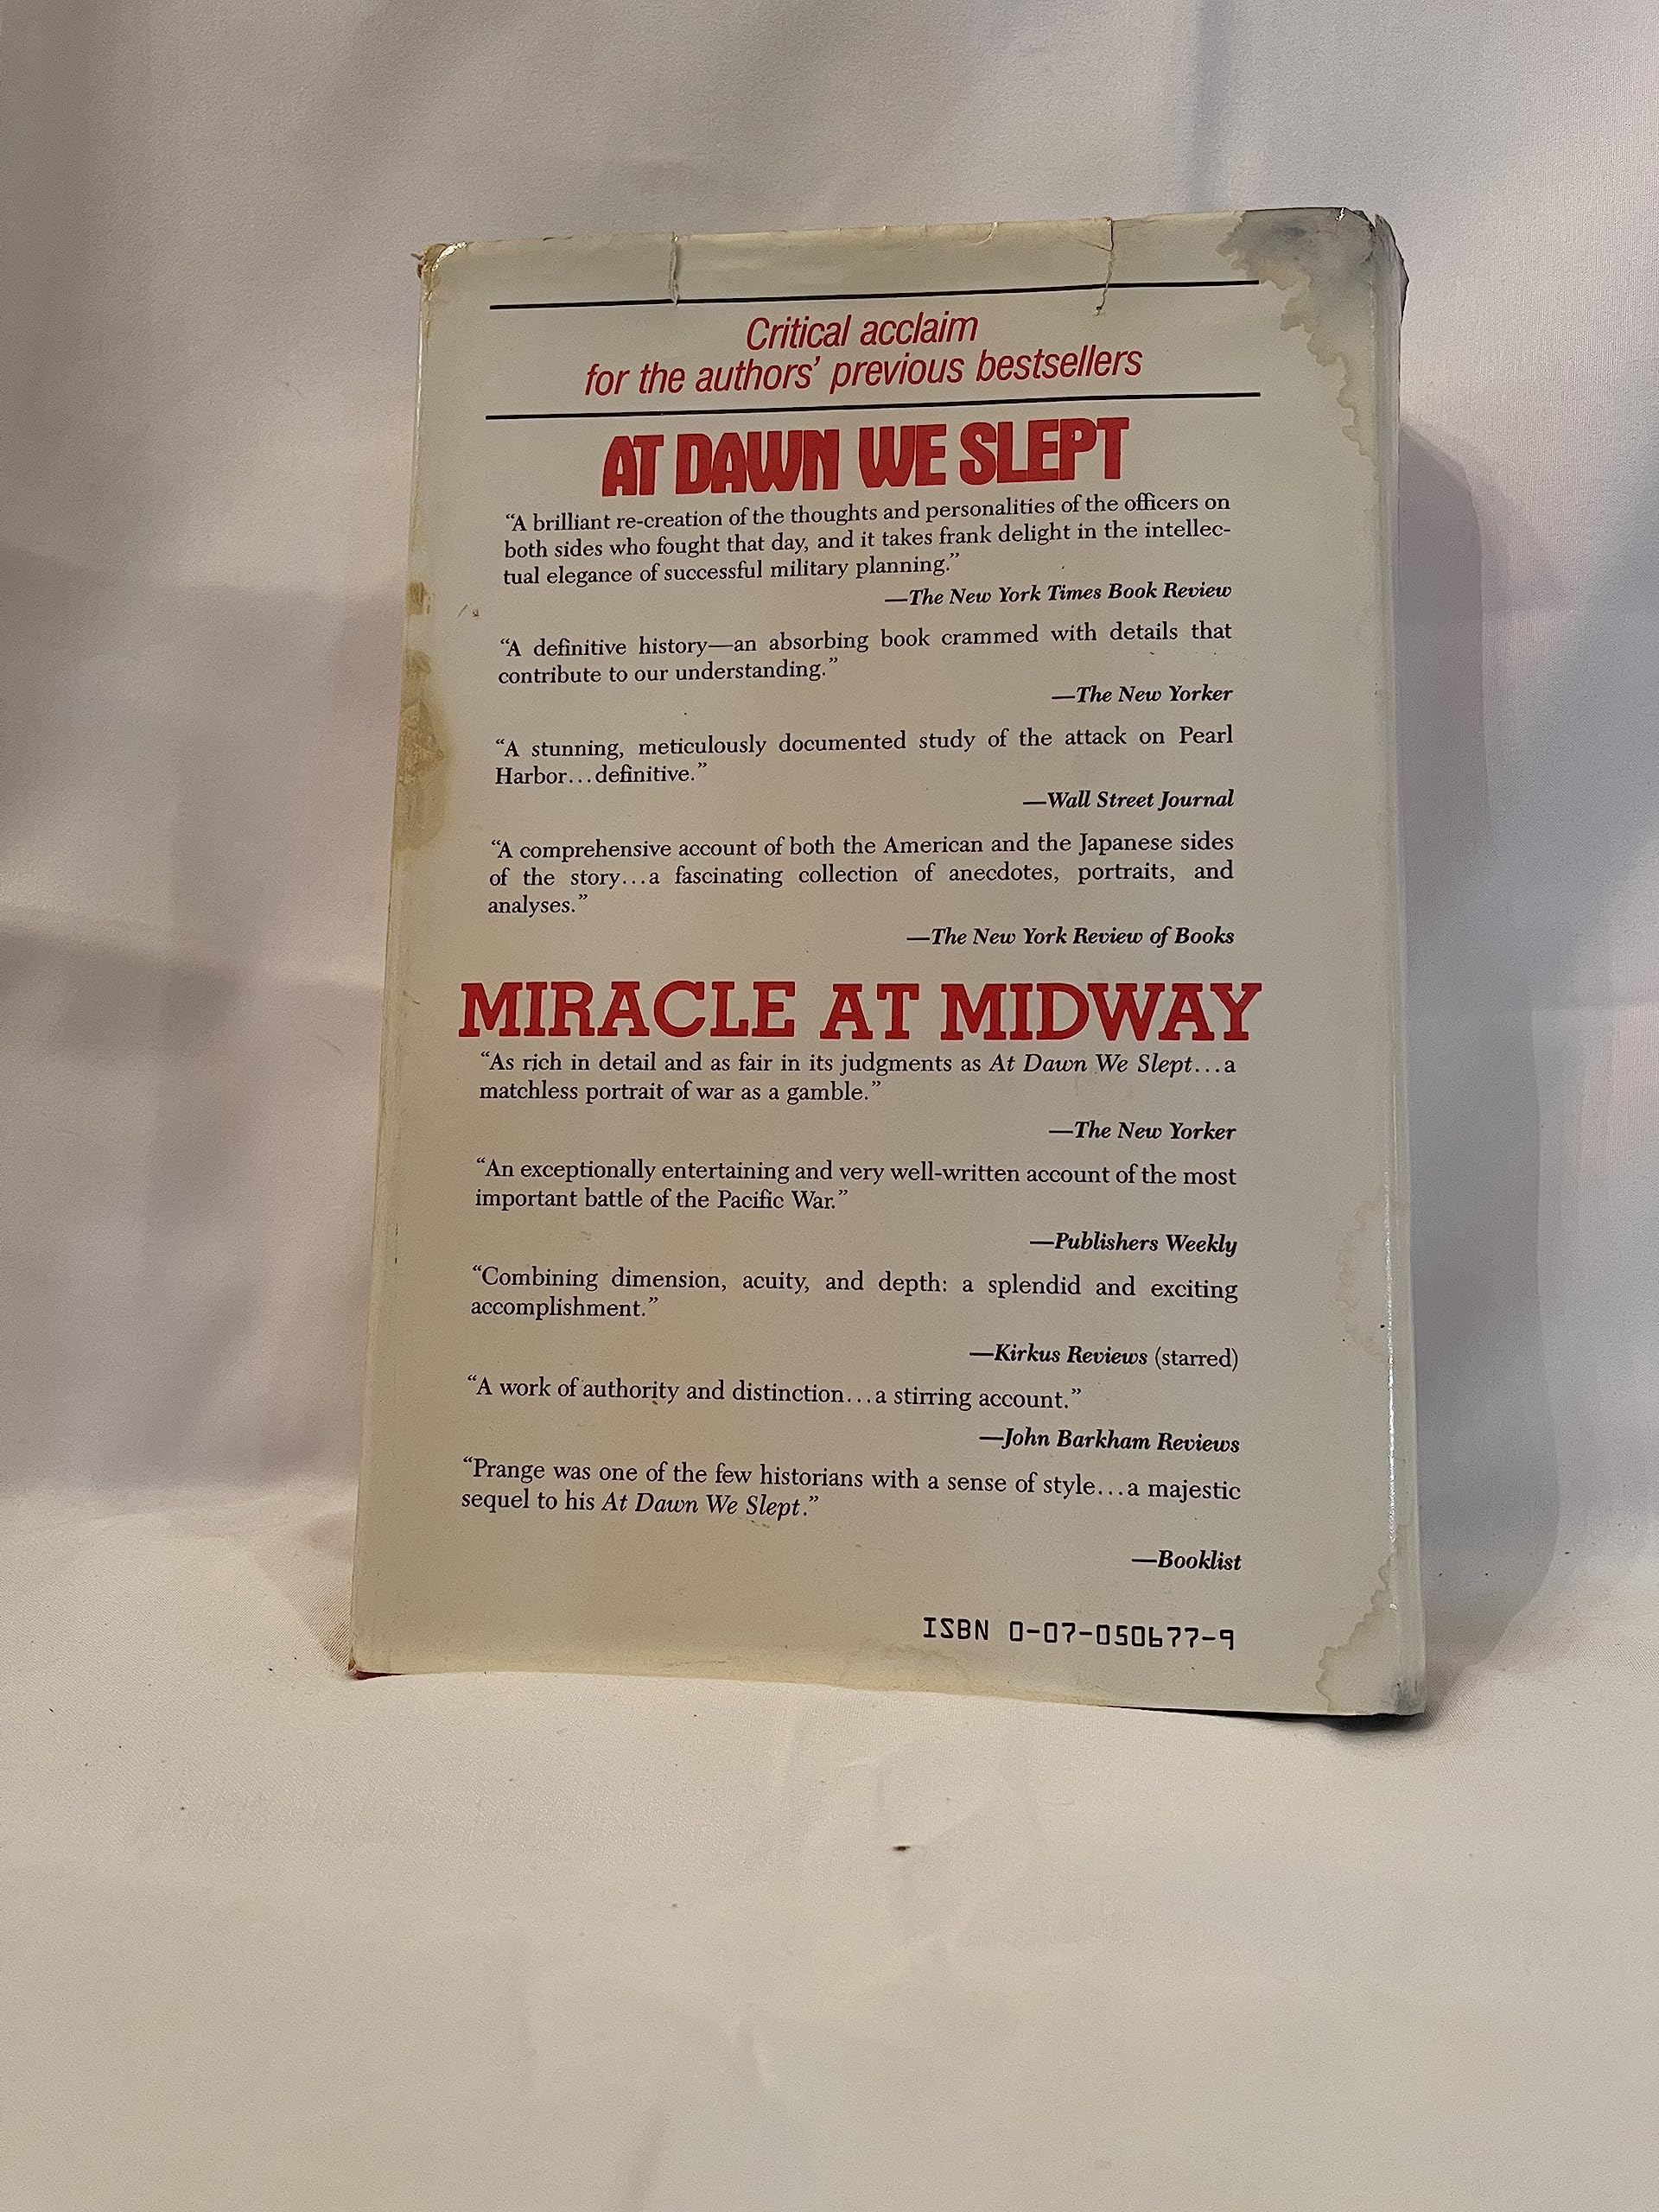 Critical acclaim
for the authors' previous bestsellers
AT DAWN WE SLEPT
“A brilliant re-creation of the thoughts and personalities of the officers on
both sides who fought that day, and it takes frank delight in the intellec-
tual elegance of successful military planning.”
—The New York Times Book Review
“A definitive history—an absorbing book crammed with details that
contribute to our understanding.”
—The New Yorker
“A stunning, meticulously documented study of the attack on Pearl
Harbor...definitive.”
—Wall Street Journal
“A comprehensive account of both the American and the Japanese sides
of the story...a fascinating collection of anecdotes, portraits, and
analyses.”
—The New York Review of Books
MIRACLE AT MIDWAY
“As rich in detail and as fair in its judgments as At Dawn We Slept...a
matchless portrait of war as a gamble.”
—The New Yorker
“An exceptionally entertaining and very well-written account of the most
important battle of the Pacific War.”
—Publishers Weekly
“Combining dimension, acuity, and depth: a splendid and exciting
accomplishment.”
—Kirkus Reviews (starred)
“A work of authority and distinction...a stirring account.”
—John Barkham Reviews
“Prange was one of the few historians with a sense of style...a majestic
sequel to his At Dawn We Slept.”
—Booklist
ISBN 0-07-050677-9